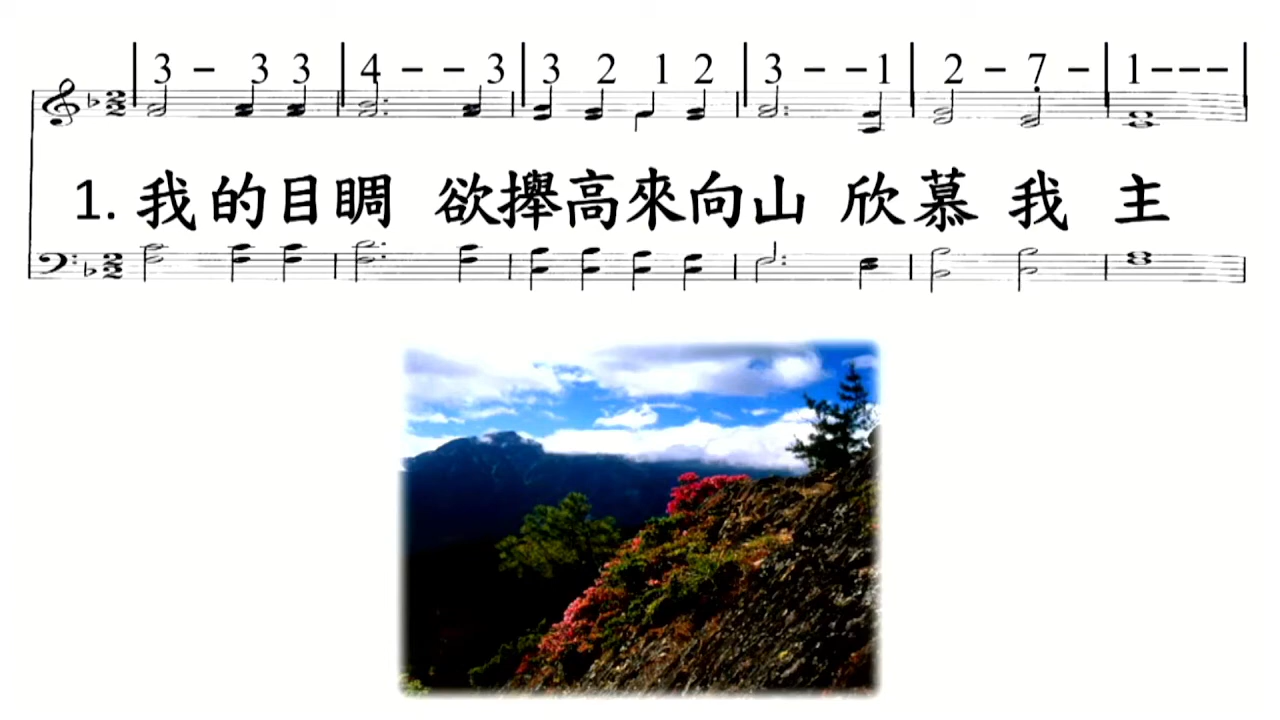 3 – 3 3 | 4 – – 3 | 3 2 1 2 | 3 – – 1 | 2 – 7 – | 1 – – –
1. 我的目睭 欲攑高來向山 欣慕 我 主